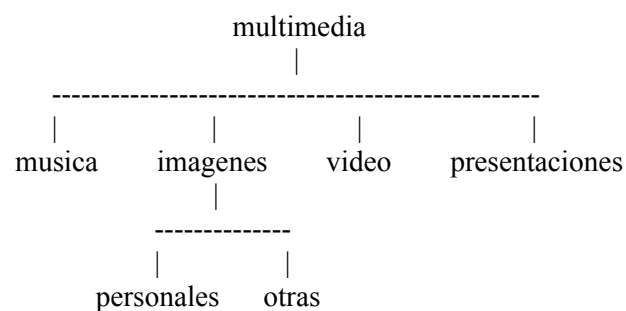 multimedia
musica imagenes video presentaciones
personales otras